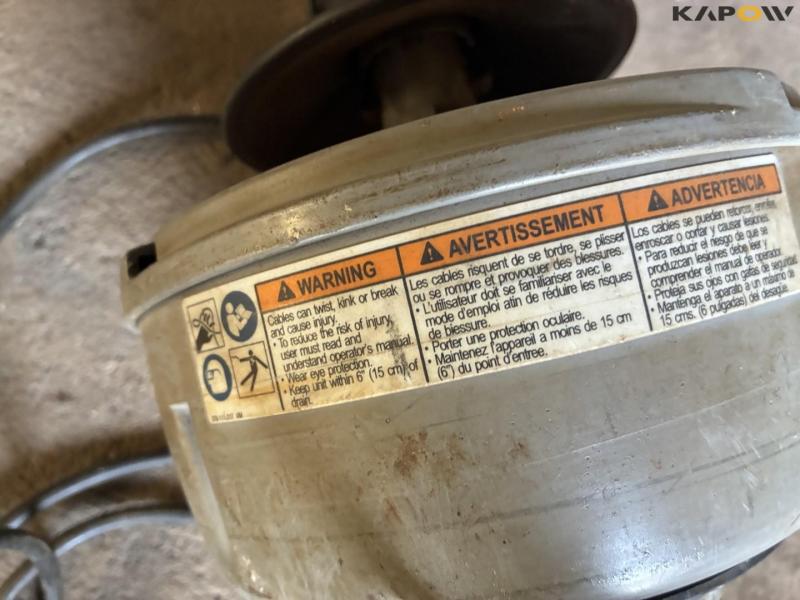 KAPOW
WARNING
Cables can twist, kink or break
and cause injury.
• To reduce the risk of injury,
user must read and
understand operator's manual.
• Wear eye protection.
• Keep unit within 6" (15 cm) of
drain.
AVERTISSEMENT
Les cables risquent de se tordre, se plisser
ou se rompre et provoquer des blessures.
• L'utilisateur doit se familianser avec le
mode d'emploi atin de réduire les risques
de blessure.
• Porter une protection oculaire.
• Maintenez l'appareil a moins de 15 cm
(6") du point d'entree.
ADVERTENCIA
Los cables se pueden retorcer, enrollar,
enroscar o cortar y causar lesiones.
• Para reducir el riesgo de que se
produzcan lesiones debe leer y
comprender el manual de operador.
• Proteja sus ojos con gafas de seguridad.
• Mantenga el aparato a un máximo de
15 cms. (6 pulgadas) del desagüe.